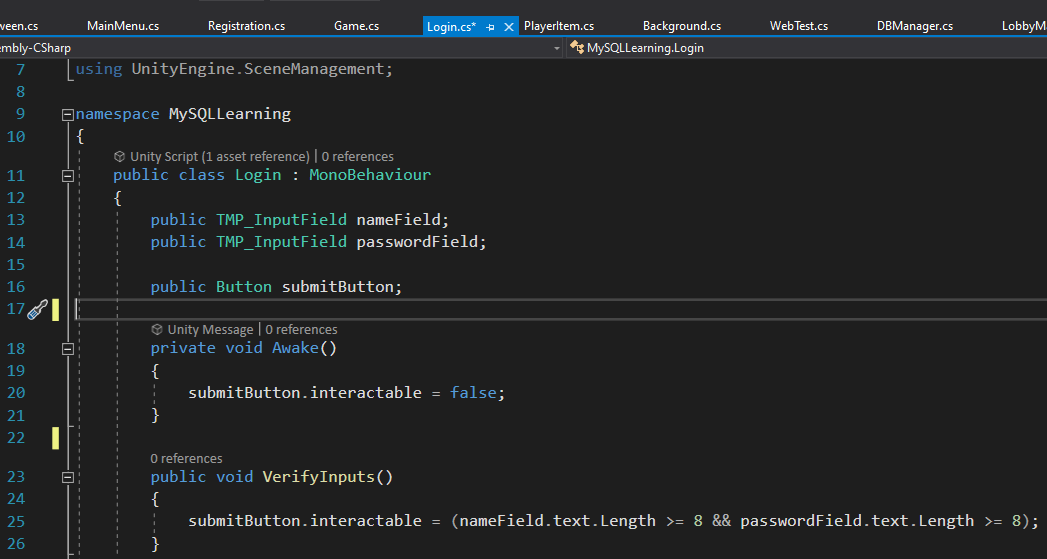 ween.cs MainMenu.cs Registration.cs Game.cs Login.cs* PlayerItem.cs Background.cs WebTest.cs DBManager.cs LobbyM
embly-CSharp MySQLLearning.Login
7 using UnityEngine.SceneManagement;
8
9 namespace MySQLLearning
10 {
Unity Script (1 asset reference) | 0 references
11 public class Login : MonoBehaviour
12 {
13 public TMP_InputField nameField;
14 public TMP_InputField passwordField;
15
16 public Button submitButton;
17
Unity Message | 0 references
18 private void Awake()
19 {
20 submitButton.interactable = false;
21 }
22
0 references
23 public void VerifyInputs()
24 {
25 submitButton.interactable = (nameField.text.Length >= 8 && passwordField.text.Length >= 8);
26 }